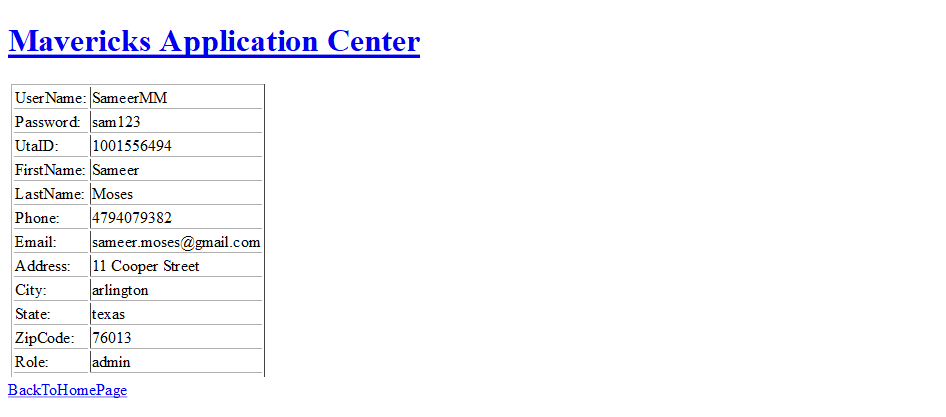 Mavericks Application Center
UserName: SameerMM
Password: sam123
UtaID: 1001556494
FirstName: Sameer
LastName: Moses
Phone: 4794079382
Email: sameer.moses@gmail.com
Address: 11 Cooper Street
City: arlington
State: texas
ZipCode: 76013
Role: admin
BackToHomePage